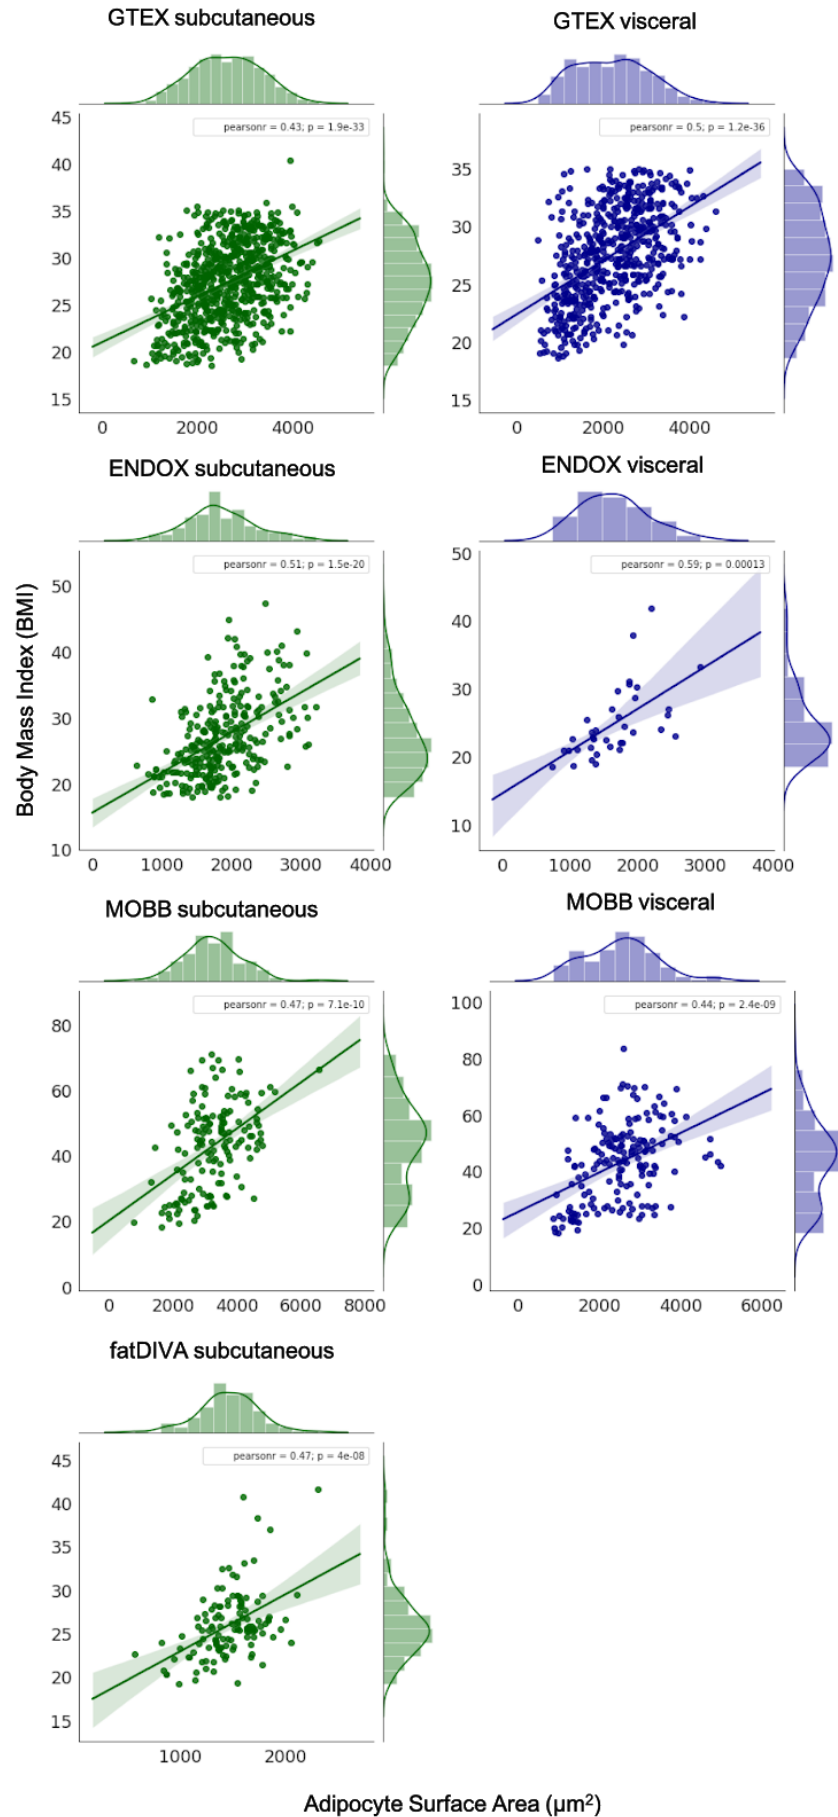 GTEX subcutaneous
GTEX visceral
pearsonr = 0.43; p = 1.9e-33
pearsonr = 0.5; p = 1.2e-36
45
40
35
30
25
20
15
0 2000 4000
35
30
25
20
15
0 2000 4000
ENDOX subcutaneous
ENDOX visceral
pearsonr = 0.51; p = 1.5e-20
pearsonr = 0.59; p = 0.00013
Body Mass Index (BMI)
50
40
30
20
10
0 1000 2000 3000 4000
50
40
30
20
10
0 1000 2000 3000 4000
MOBB subcutaneous
MOBB visceral
pearsonr = 0.47; p = 7.1e-10
pearsonr = 0.44; p = 2.4e-09
80
60
40
20
0
0 2000 4000 6000 8000
100
80
60
40
20
0
0 2000 4000 6000
fatDIVA subcutaneous
pearsonr = 0.47; p = 4e-08
45
40
35
30
25
20
15
1000 2000
Adipocyte Surface Area (µm²)